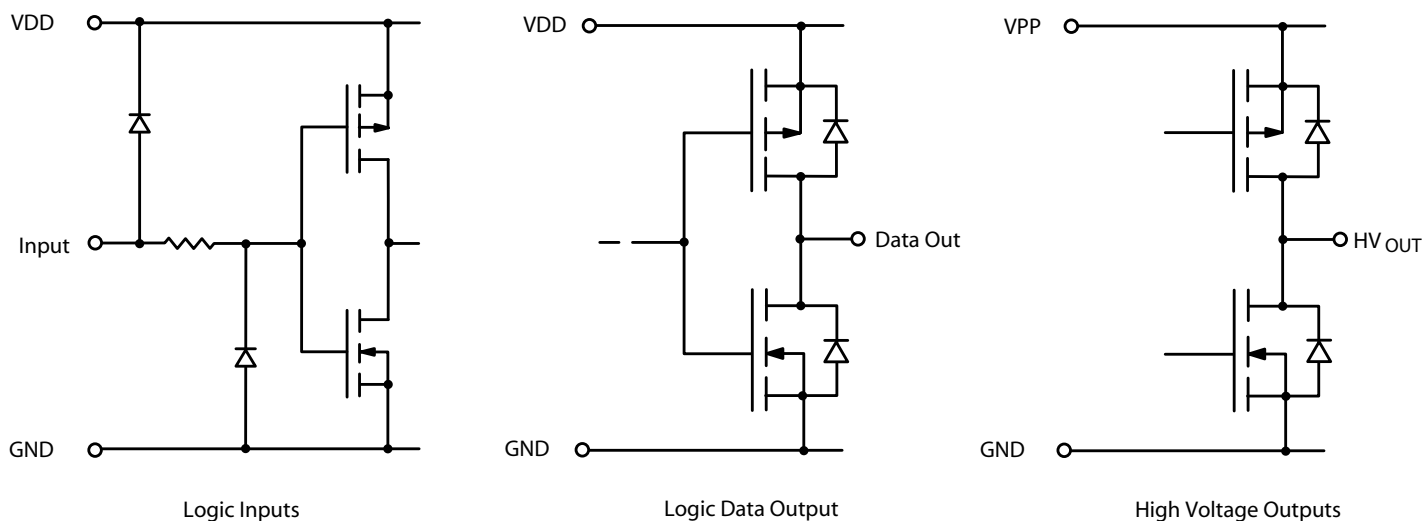 VDD
Input
GND
Logic Inputs
VDD
Data Out
GND
Logic Data Output
VPP
HV OUT
GND
High Voltage Outputs